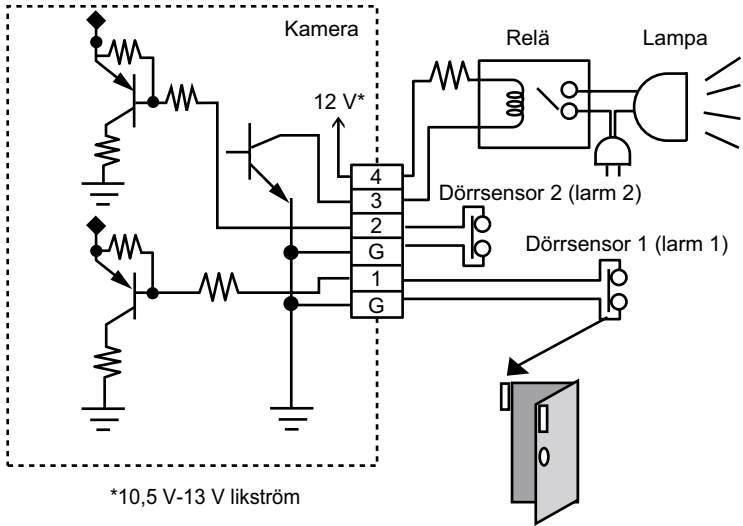 Kamera
Relä
Lampa
12 V*
4
3
2
G
1
G
Dörrsensor 2 (larm 2)
Dörrsensor 1 (larm 1)
*10,5 V-13 V likström